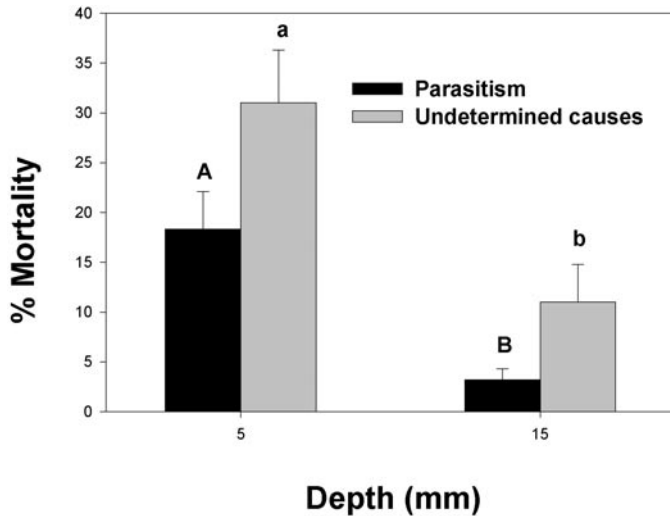 40
35
30
25
20
15
10
5
0
% Mortality
A
a
B
b
Parasitism
Undetermined causes
5
15
Depth (mm)